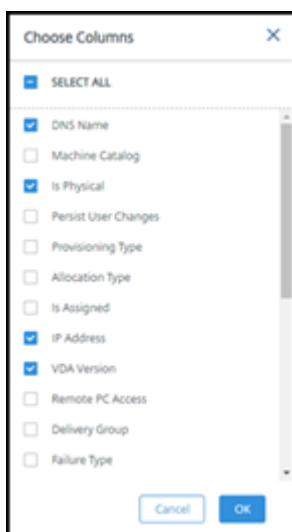 Choose Columns
SELECT ALL
DNS Name
Machine Catalog
Is Physical
Persist User Changes
Provisioning Type
Allocation Type
Is Assigned
IP Address
VDA Version
Remote PC Access
Delivery Group
Failure Type
Cancel
OK